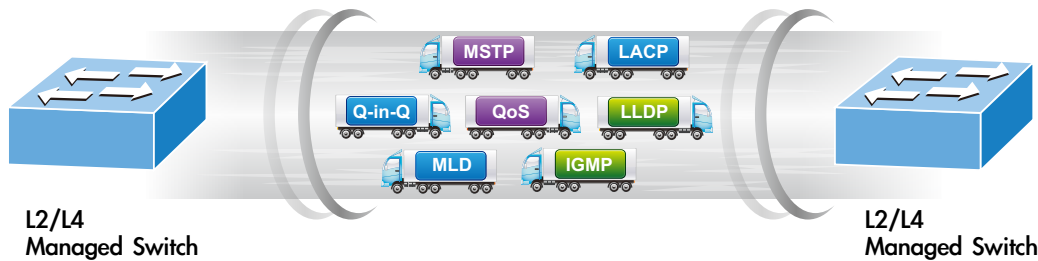 MSTP
LACP
Q-in-Q
QoS
LLDP
MLD
IGMP
L2/L4
Managed Switch
L2/L4
Managed Switch